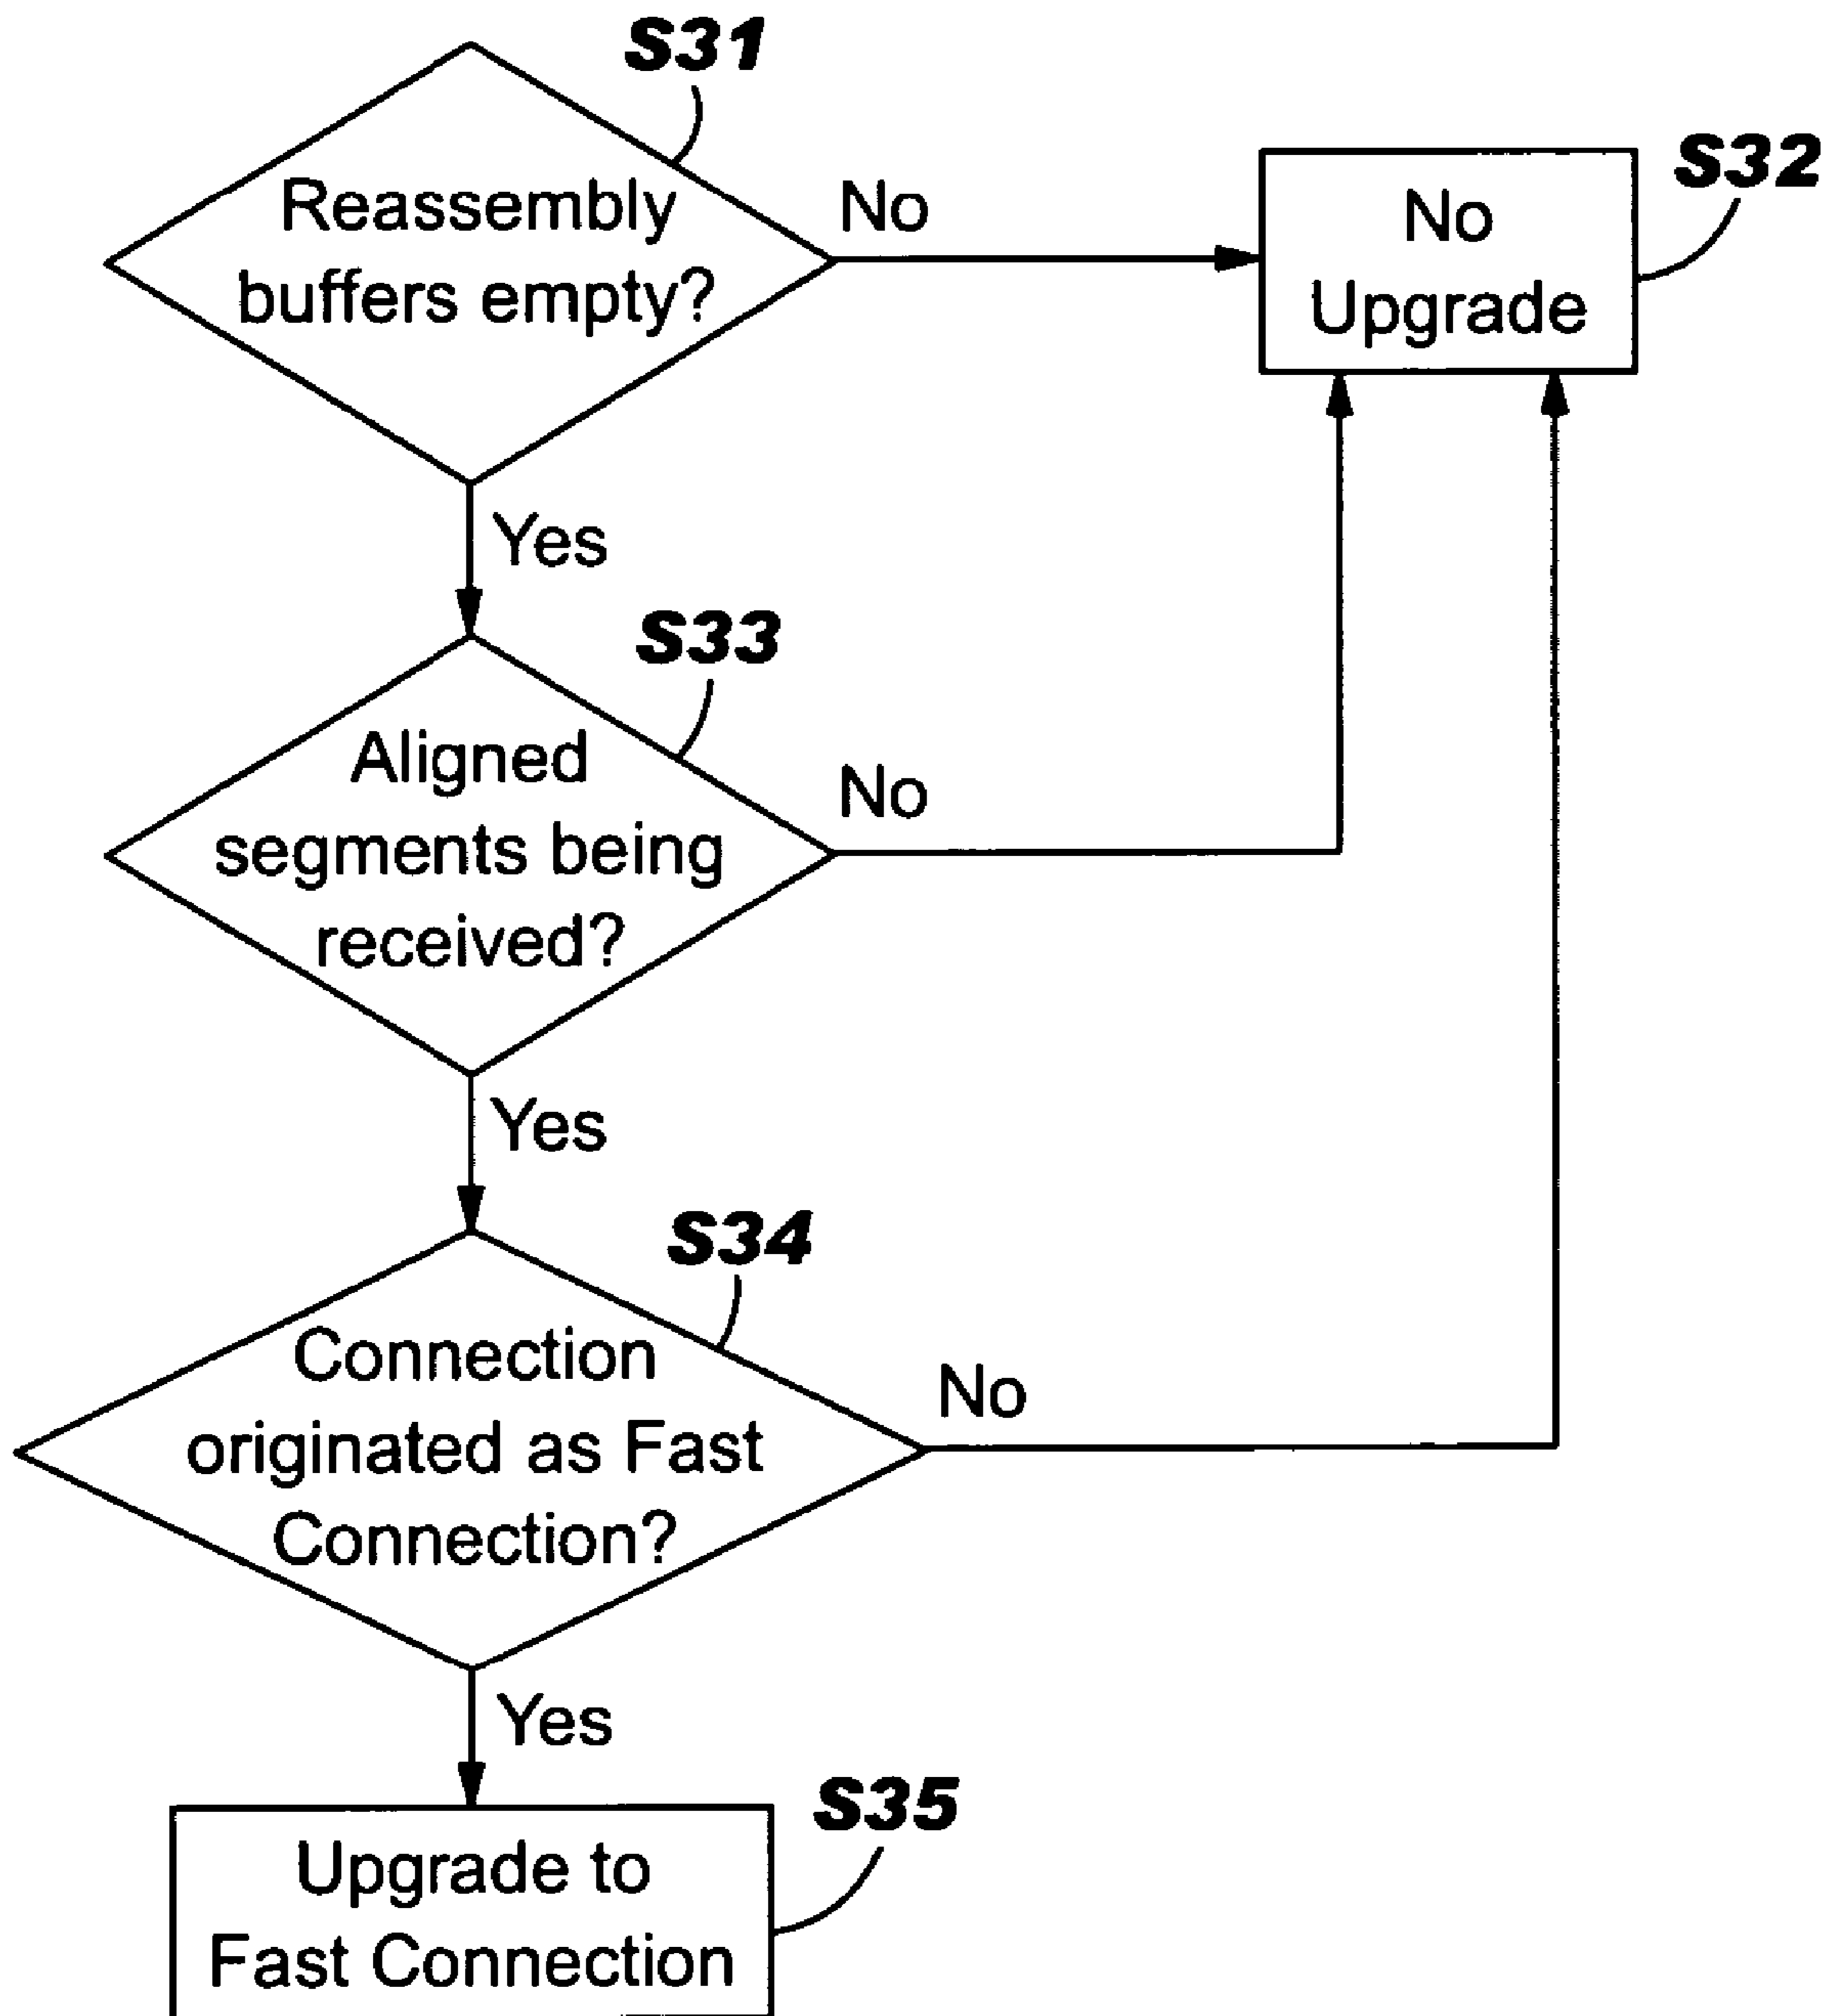 S31
Reassembly
buffers empty?
No
No
Upgrade
S32
Yes
S33
Aligned
segments being
received?
No
Yes
S34
Connection
originated as Fast
Connection?
No
Yes
S35
Upgrade to
Fast Connection